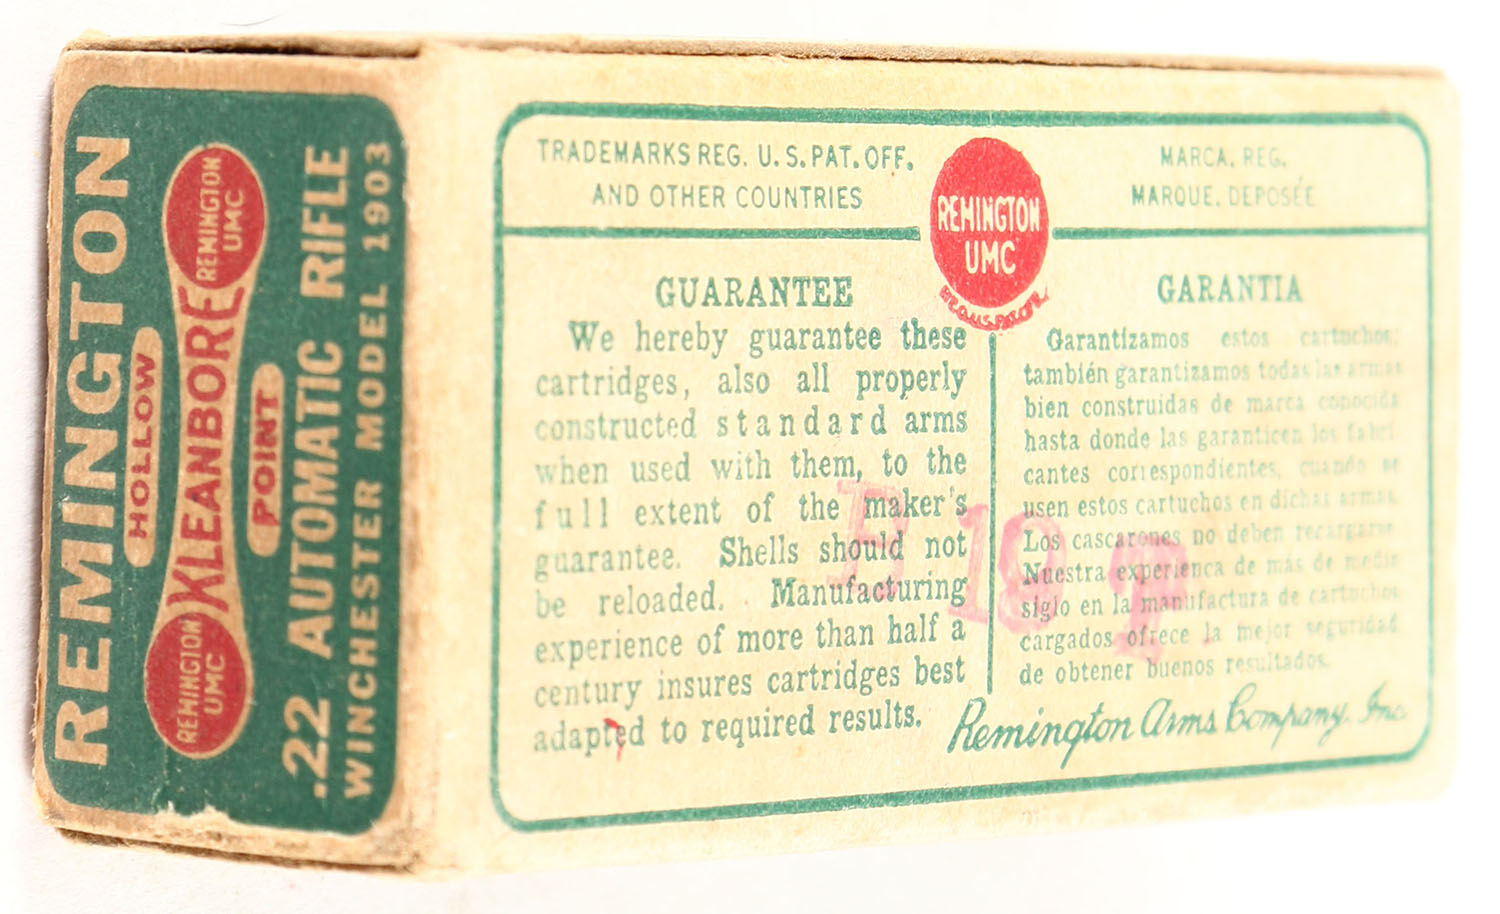 REMINGTON
HOLLOW
REMINGTON
UMC
KLEANBORE
REMINGTON
UMC
POINT
.22 AUTOMATIC RIFLE
WINCHESTER MODEL 1903
TRADEMARKS REG. U.S. PAT. OFF.
AND OTHER COUNTRIES
REMINGTON
UMC
REG.U.S.PAT.OFF.
MARCA. REG.
MARQUE. DEPOSÉE
GUARANTEE
We hereby guarantee these
cartridges, also all properly
constructed standard arms
when used with them, to the
full extent of the maker's
guarantee. Shells should not
be reloaded. Manufacturing
experience of more than half a
century insures cartridges best
adapted to required results.
GARANTIA
Garantizamos estos cartuchos;
también garantizamos todas las armas
bien construidas de marca conocida
hasta donde las garanticen los fabri-
cantes correspondientes, cuando se
usen estos cartuchos en dichas armas.
Los cascarones no deben recargarse
Nuestra experienca de más de medio
siglo en la manufactura de cartuchos
cargados ofrece la mejor seguridad
de obtener buenos resultados.
Remington Arms Company, Inc.